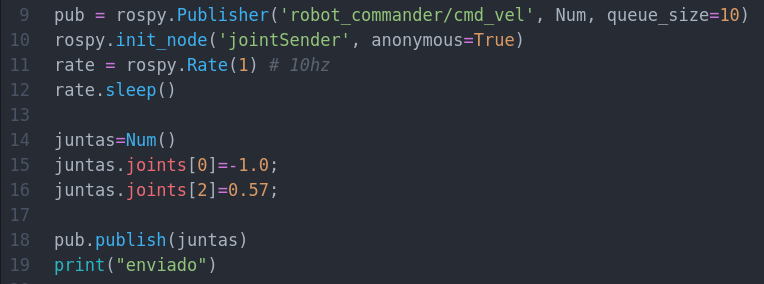 9 pub = rospy.Publisher('robot_commander/cmd_vel', Num, queue_size=10)
10 rospy.init_node('jointSender', anonymous=True)
11 rate = rospy.Rate(1) # 10hz
12 rate.sleep()
13
14 juntas=Num()
15 juntas.joints[0]=-1.0;
16 juntas.joints[2]=0.57;
17
18 pub.publish(juntas)
19 print("enviado")